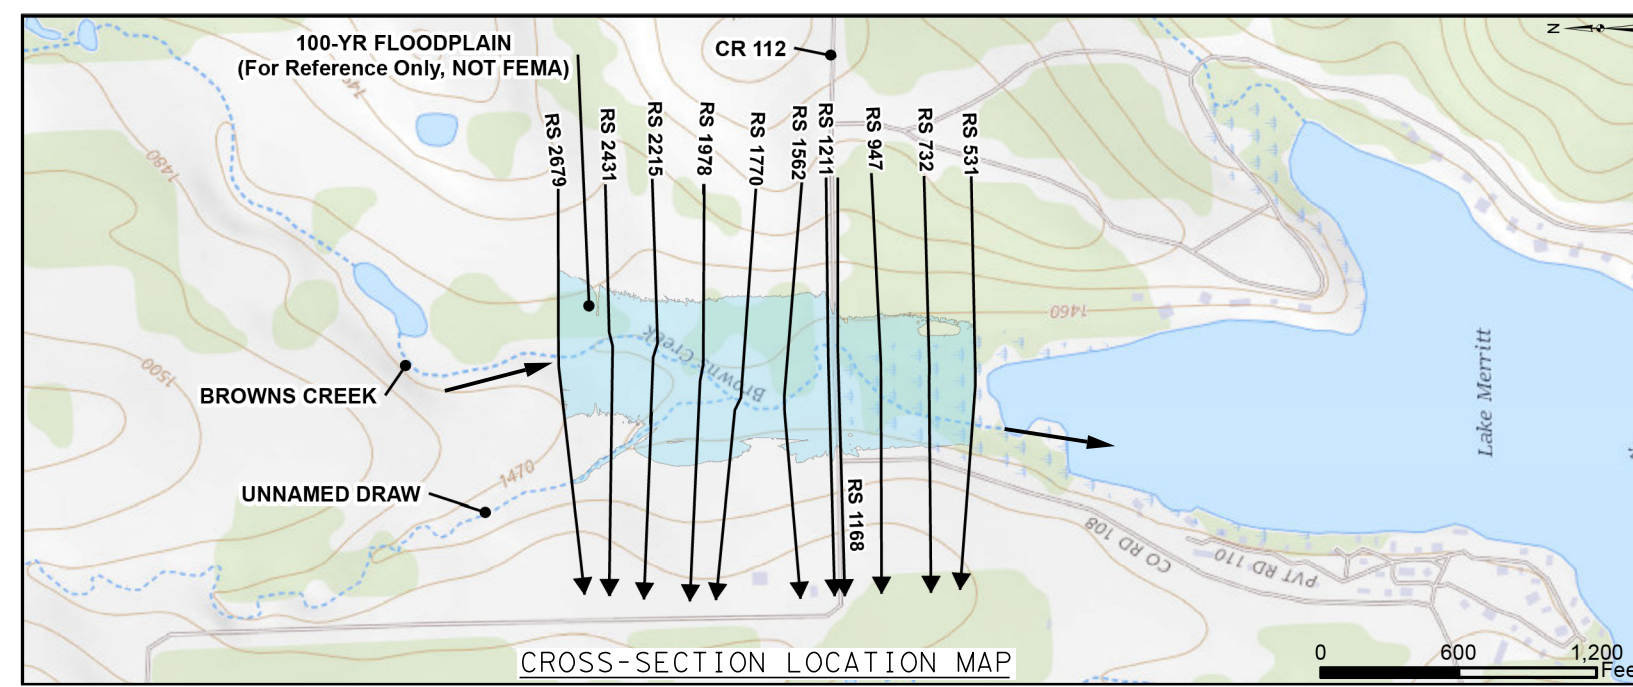 100-YR FLOODPLAIN
(For Reference Only, NOT FEMA)
CR 112
N
RS 2679
RS 2431
RS 2215
RS 1978
RS 1770
RS 1562
RS 1211
RS 947
RS 732
RS 531
1480
1460
Browns Creek
Lake Merritt
1500
BROWNS CREEK
1470
UNNAMED DRAW
RS 1168
CO RD 108
PVT RD 110
CROSS-SECTION LOCATION MAP
0 600 1,200
Fee